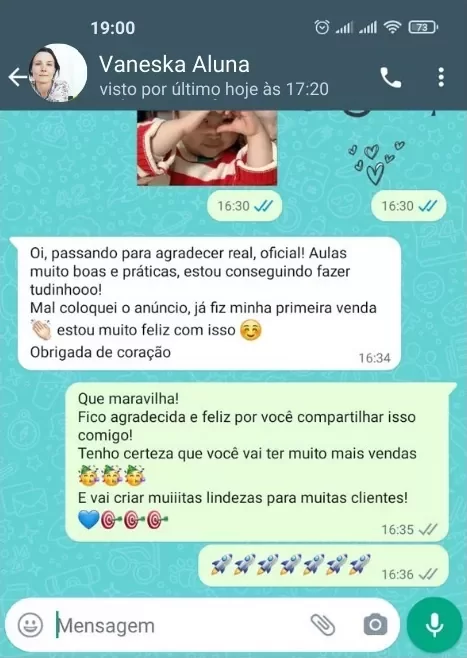 19:00
73
Vaneska Aluna
visto por último hoje às 17:20
16:30
16:30
Oi, passando para agradecer real, oficial! Aulas
muito boas e práticas, estou conseguindo fazer
tudinhooo!
Mal coloquei o anúncio, já fiz minha primeira venda
👏🏻 estou muito feliz com isso ☺️
Obrigada de coração
16:34
Que maravilha!
Fico agradecida e feliz por você compartilhar isso
comigo!
Tenho certeza que você vai ter muito mais vendas
🥳🥳🥳
E vai criar muiiitas lindezas para muitas clientes!
💙🎯🎯🎯
16:35
🚀🚀🚀🚀🚀🚀🚀
16:36
Mensagem